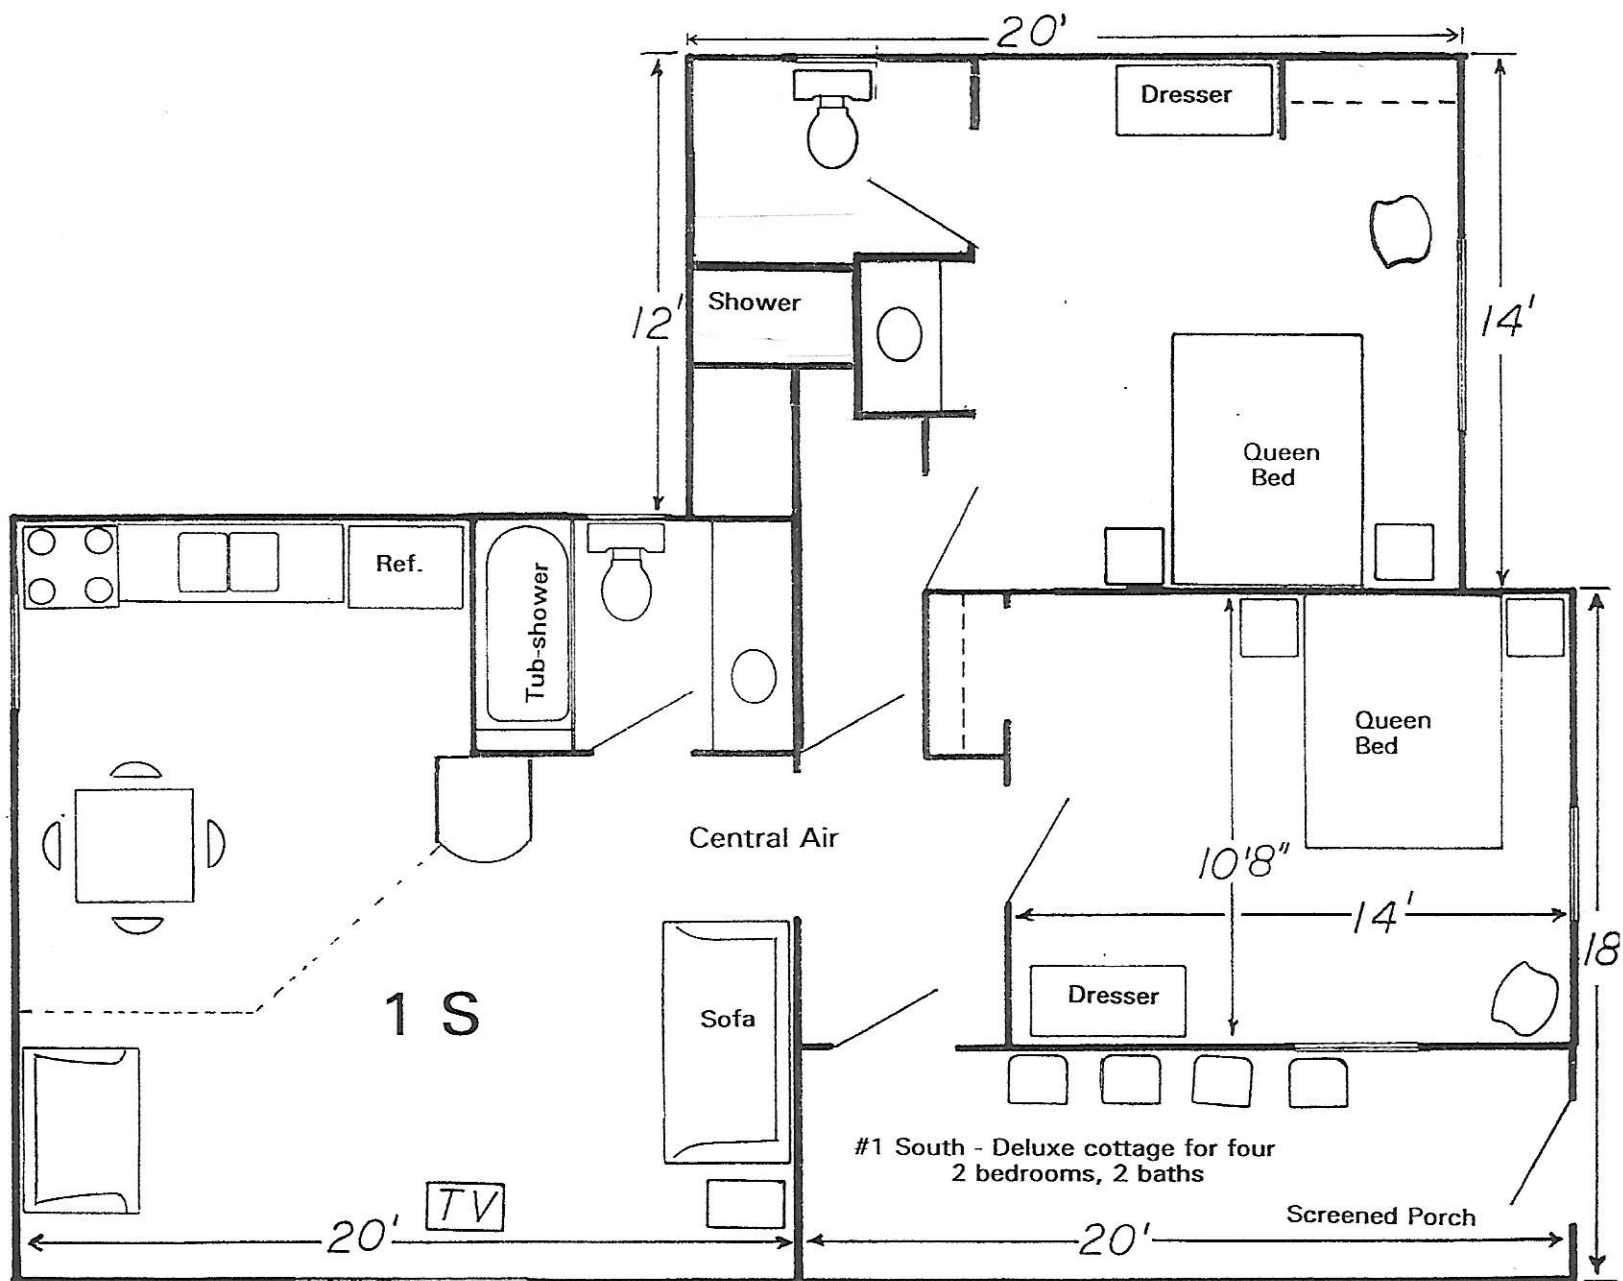 20'
Dresser
12'
Shower
14'
Queen
Bed
Ref.
Tub-shower
Queen
Bed
Central Air
10'8"
14'
18
1 S
Sofa
Dresser
#1 South - Deluxe cottage for four
2 bedrooms, 2 baths
TV
Screened Porch
20'
20'